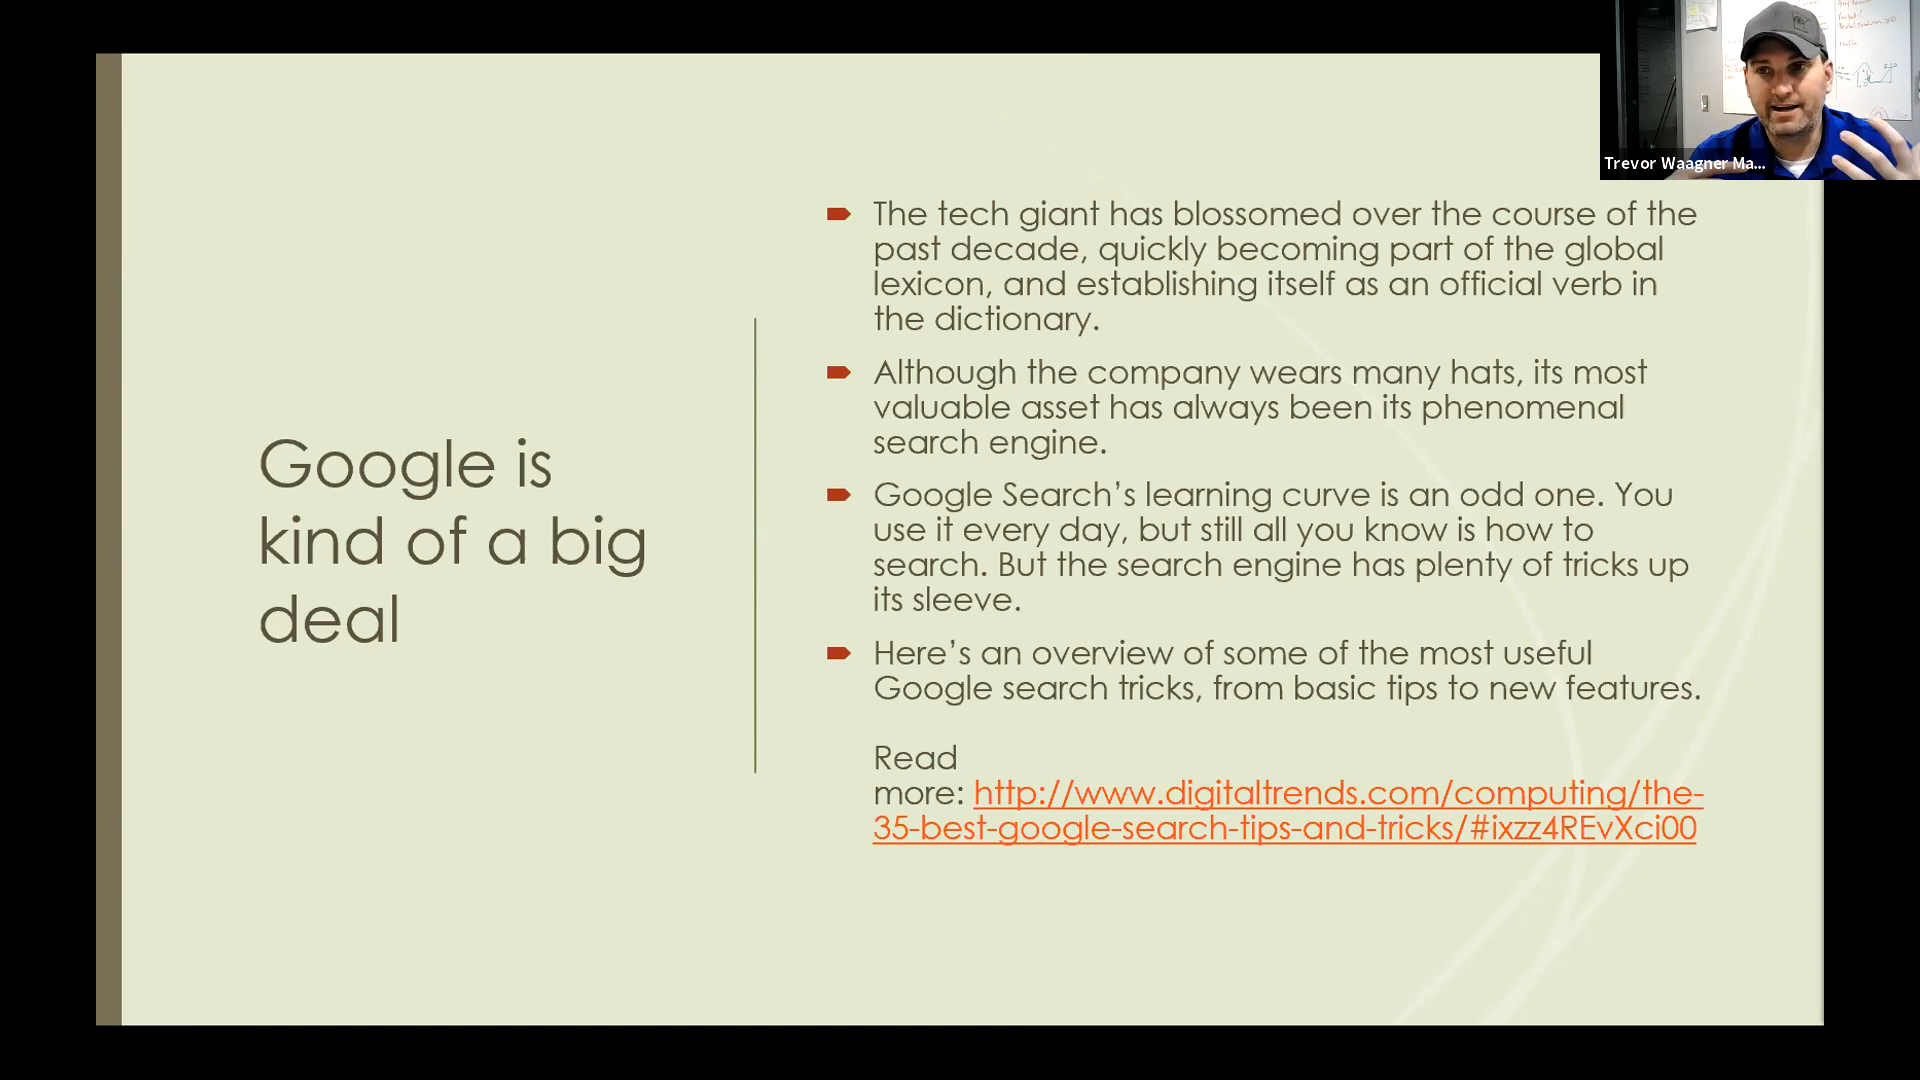 Google is
kind of a big
deal
The tech giant has blossomed over the course of the
past decade, quickly becoming part of the global
lexicon, and establishing itself as an official verb in
the dictionary.
Although the company wears many hats, its most
valuable asset has always been its phenomenal
search engine.
Google Search’s learning curve is an odd one. You
use it every day, but still all you know is how to
search. But the search engine has plenty of tricks up
its sleeve.
Here’s an overview of some of the most useful
Google search tricks, from basic tips to new features.
Read
more: http://www.digitaltrends.com/computing/the-
35-best-google-search-tips-and-tricks/#ixzz4REvXci00
Trevor Waagner Ma...